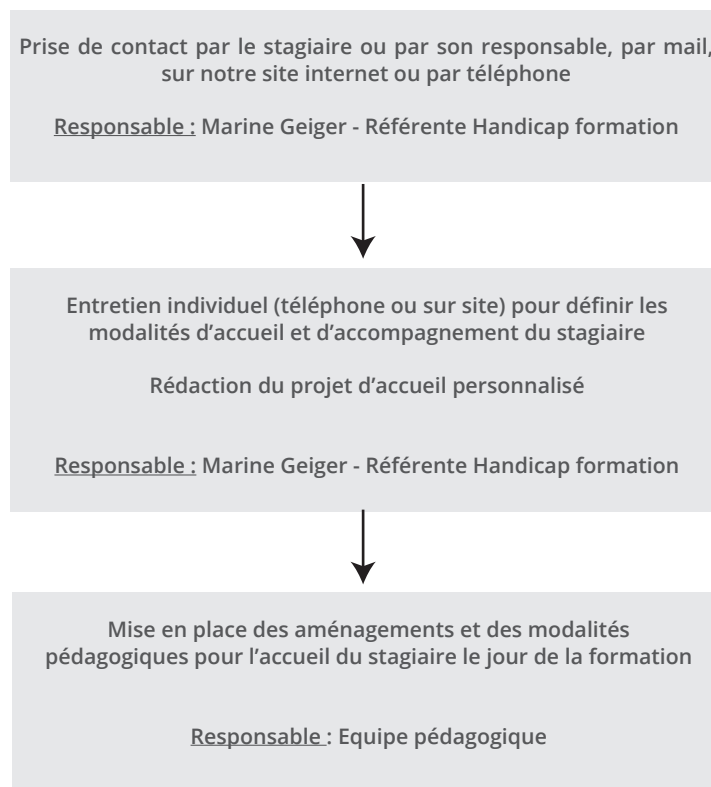 Prise de contact par le stagiaire ou par son responsable, par mail,
sur notre site internet ou par téléphone
Responsable : Marine Geiger - Référente Handicap formation
Entretien individuel (téléphone ou sur site) pour définir les
modalités d’accueil et d’accompagnement du stagiaire
Rédaction du projet d’accueil personnalisé
Responsable : Marine Geiger - Référente Handicap formation
Mise en place des aménagements et des modalités
pédagogiques pour l’accueil du stagiaire le jour de la formation
Responsable : Equipe pédagogique